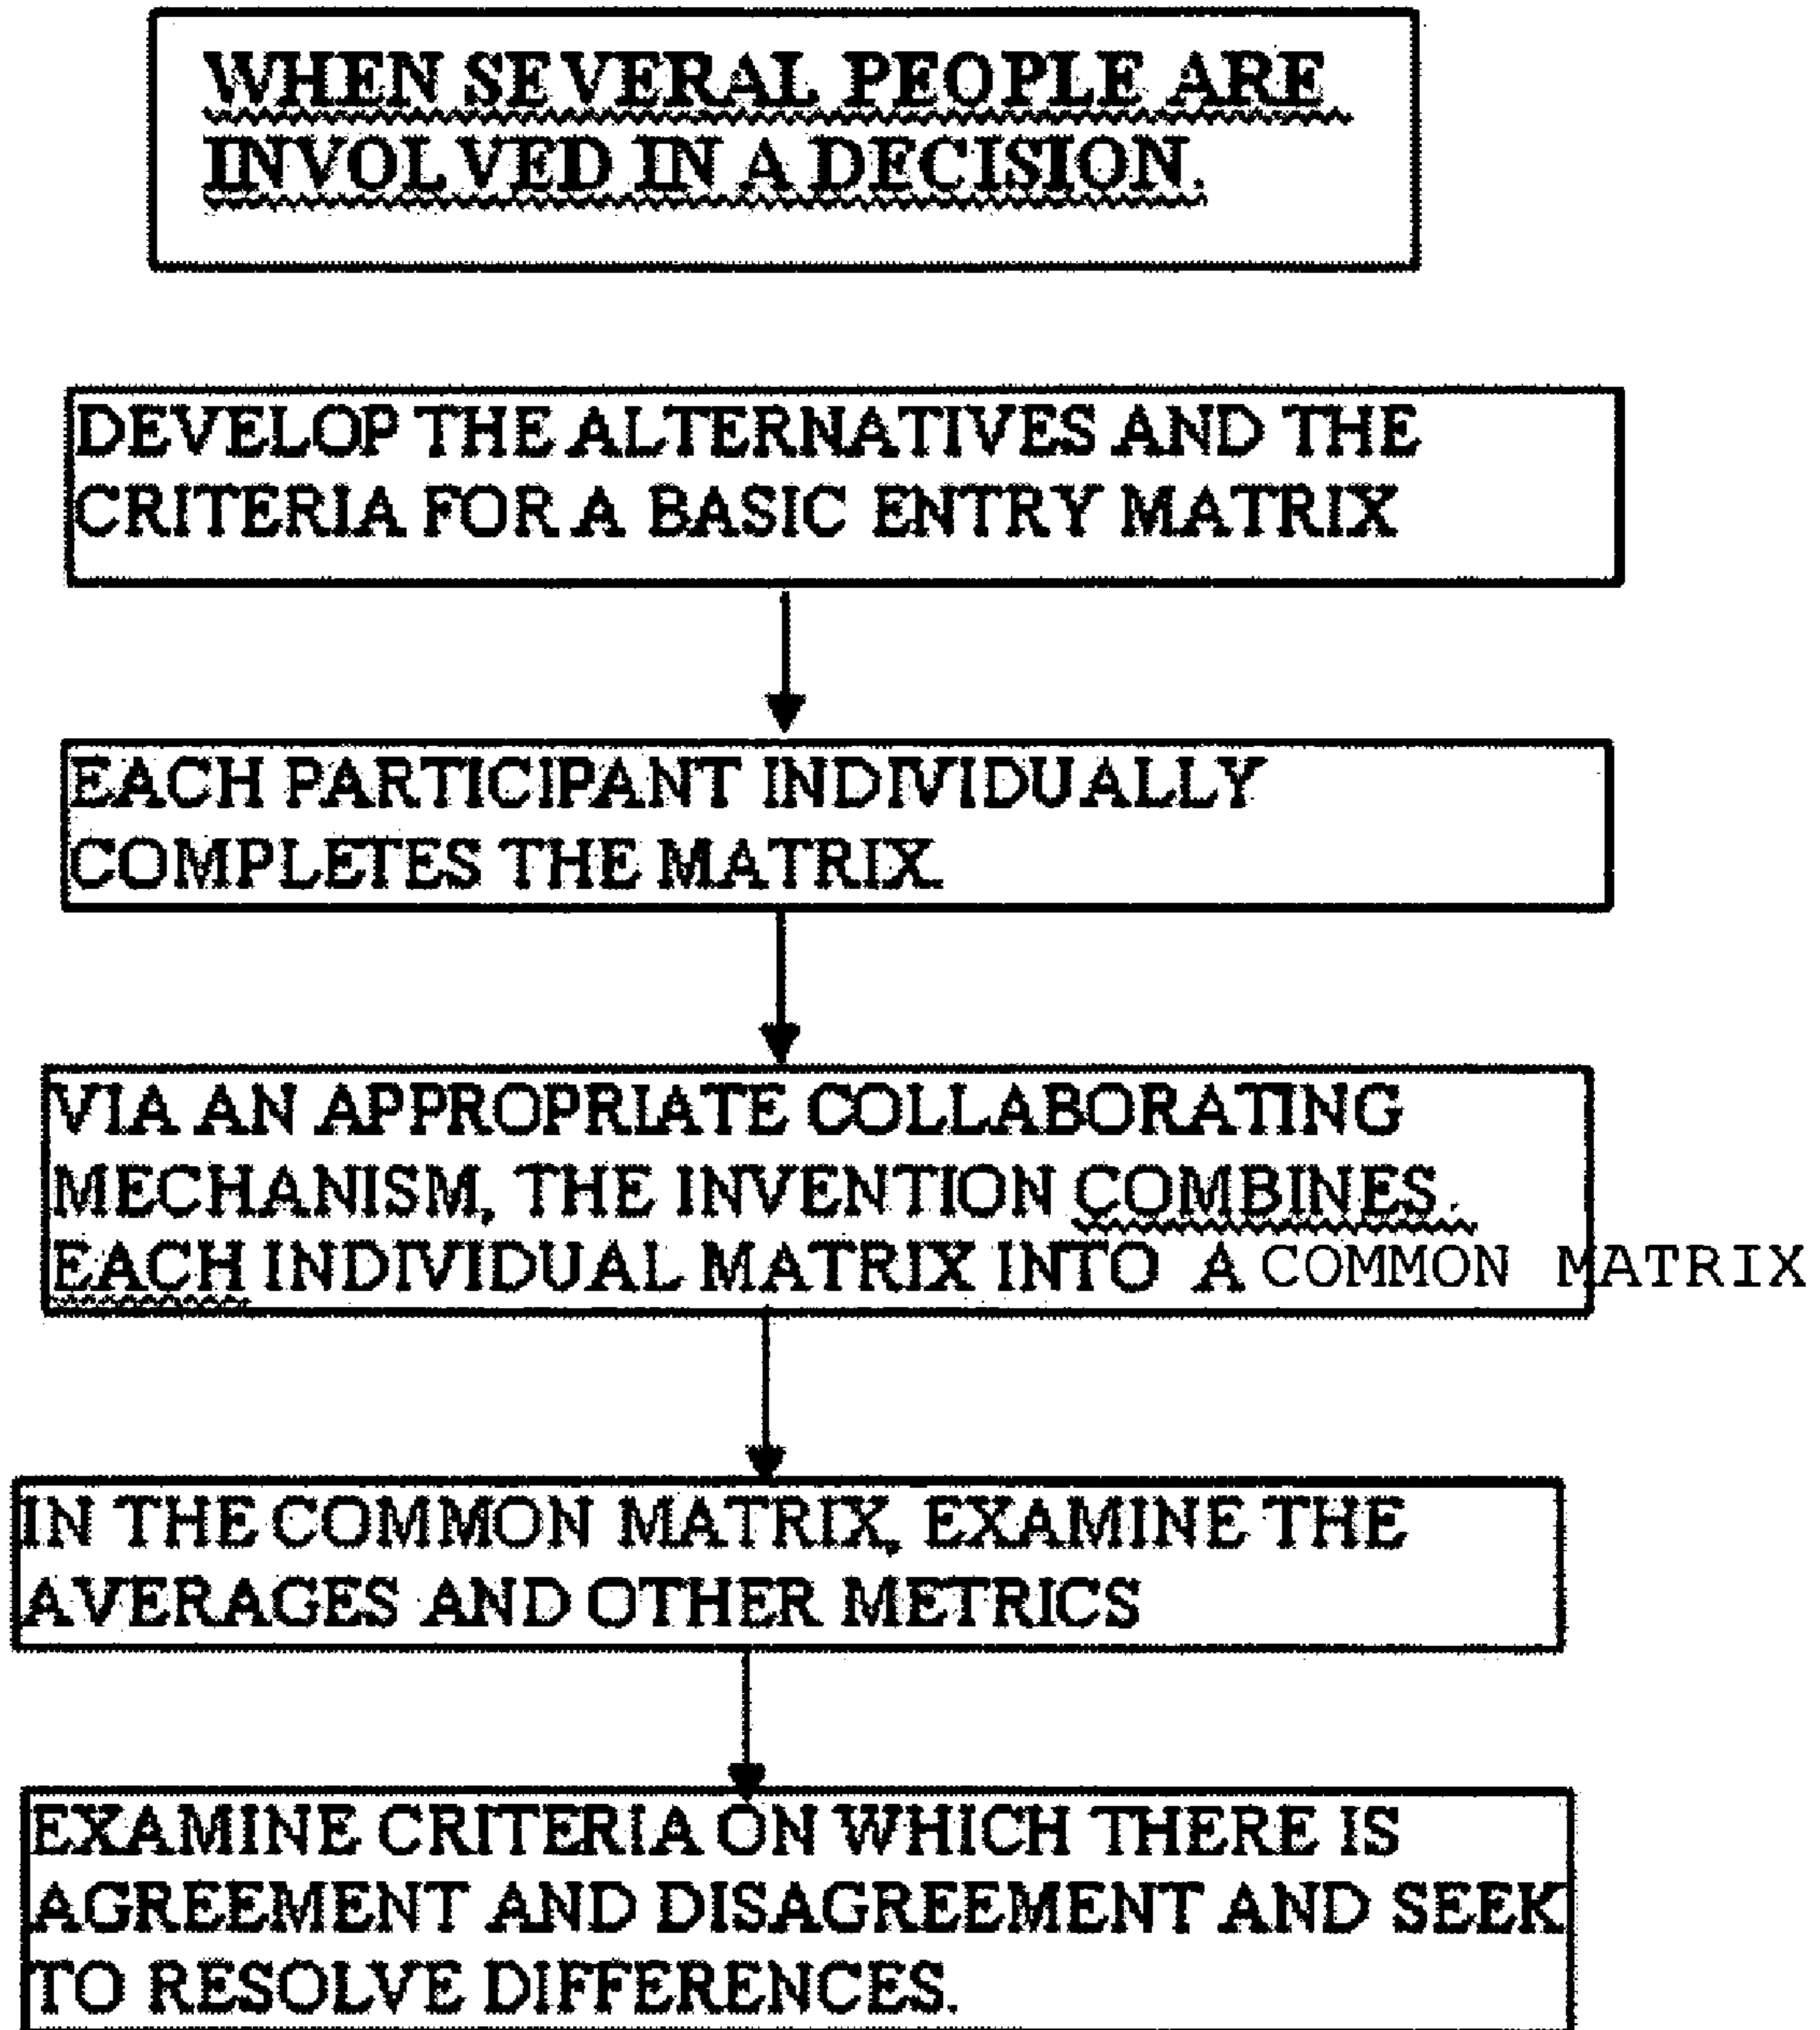 WHEN SEVERAL PEOPLE ARE
INVOLVED IN A DECISION.
DEVELOP THE ALTERNATIVES AND THE
CRITERIA FOR A BASIC ENTRY MATRIX
EACH PARTICIPANT INDIVIDUALLY
COMPLETES THE MATRIX.
VIA AN APPROPRIATE COLLABORATING
MECHANISM, THE INVENTION COMBINES.
EACH INDIVIDUAL MATRIX INTO A COMMON MATRIX
IN THE COMMON MATRIX, EXAMINE THE
AVERAGES AND OTHER METRICS
EXAMINE CRITERIA ON WHICH THERE IS
AGREEMENT AND DISAGREEMENT AND SEEK
TO RESOLVE DIFFERENCES.